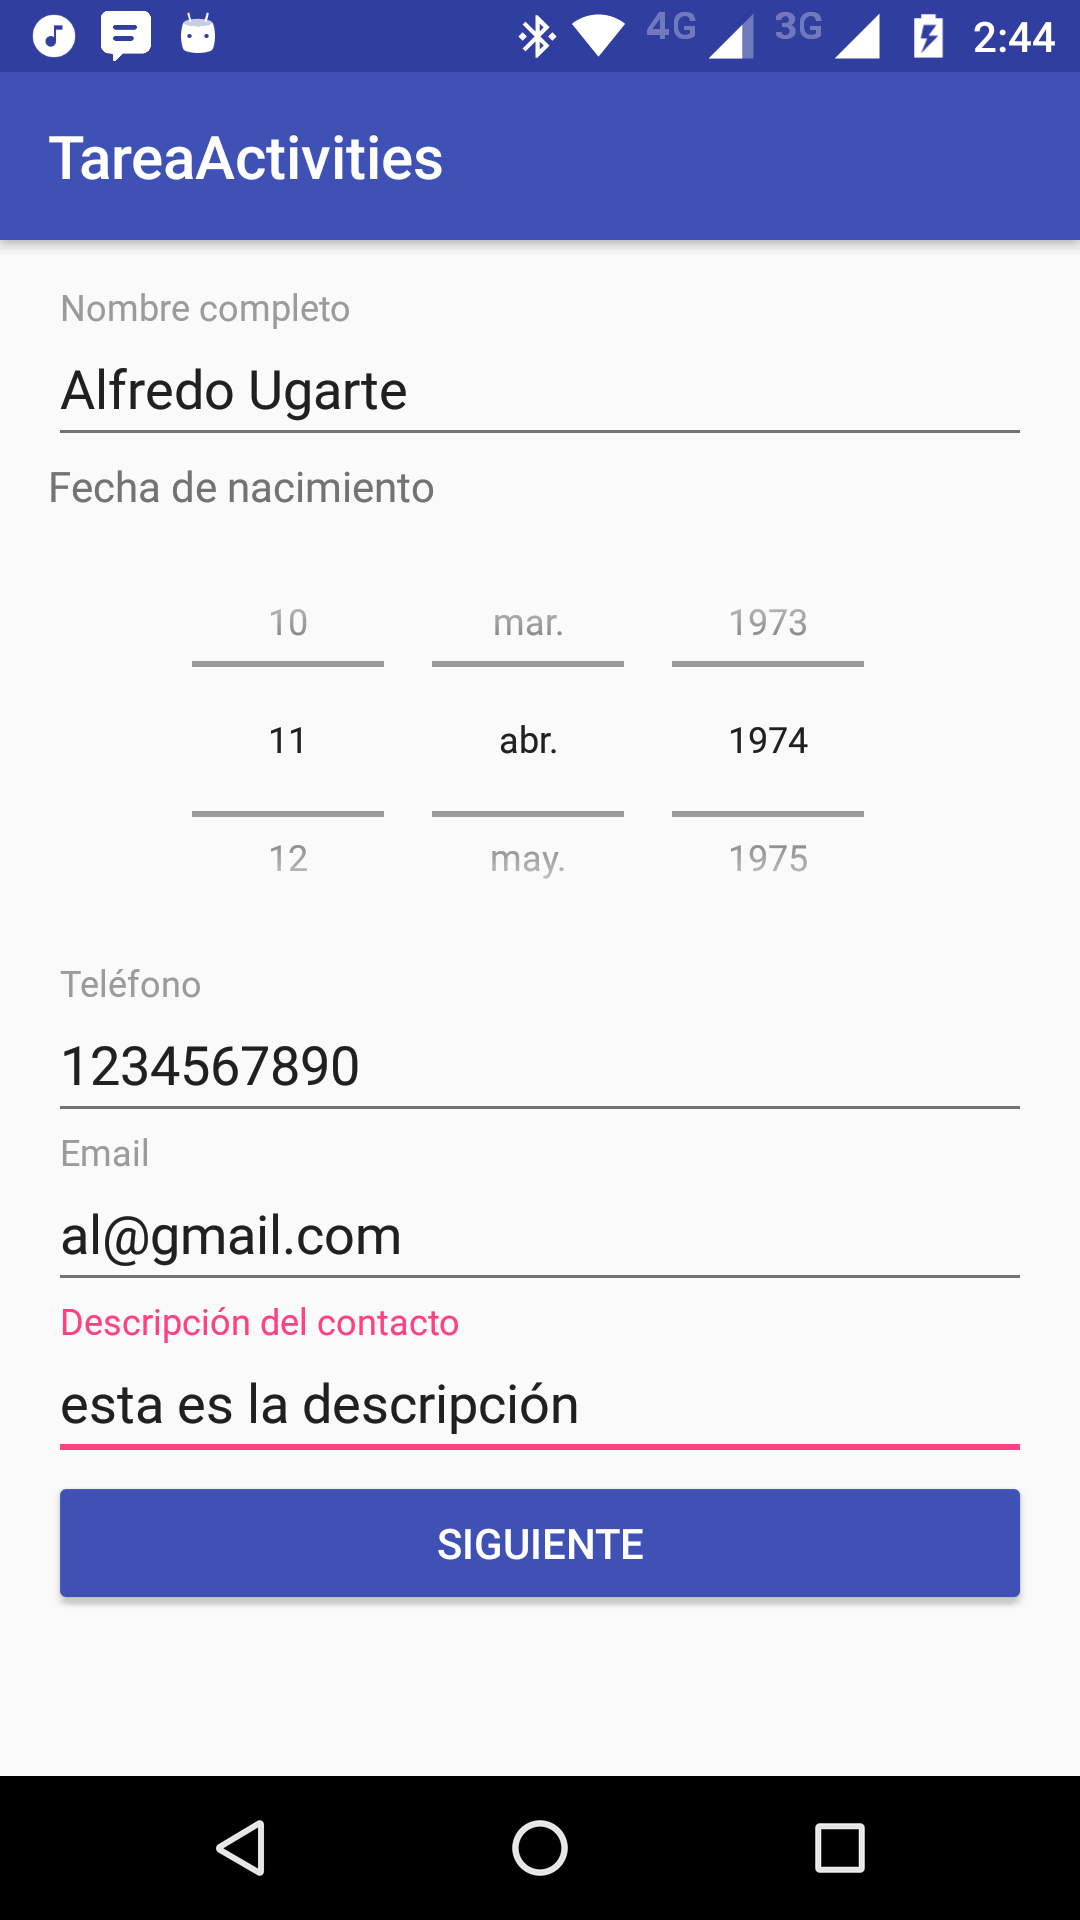 4G 3G 2:44
TareaActivities
Nombre completo
Alfredo Ugarte
Fecha de nacimiento
10 mar. 1973
11 abr. 1974
12 may. 1975
Teléfono
1234567890
Email
al@gmail.com
Descripción del contacto
esta es la descripción
SIGUIENTE